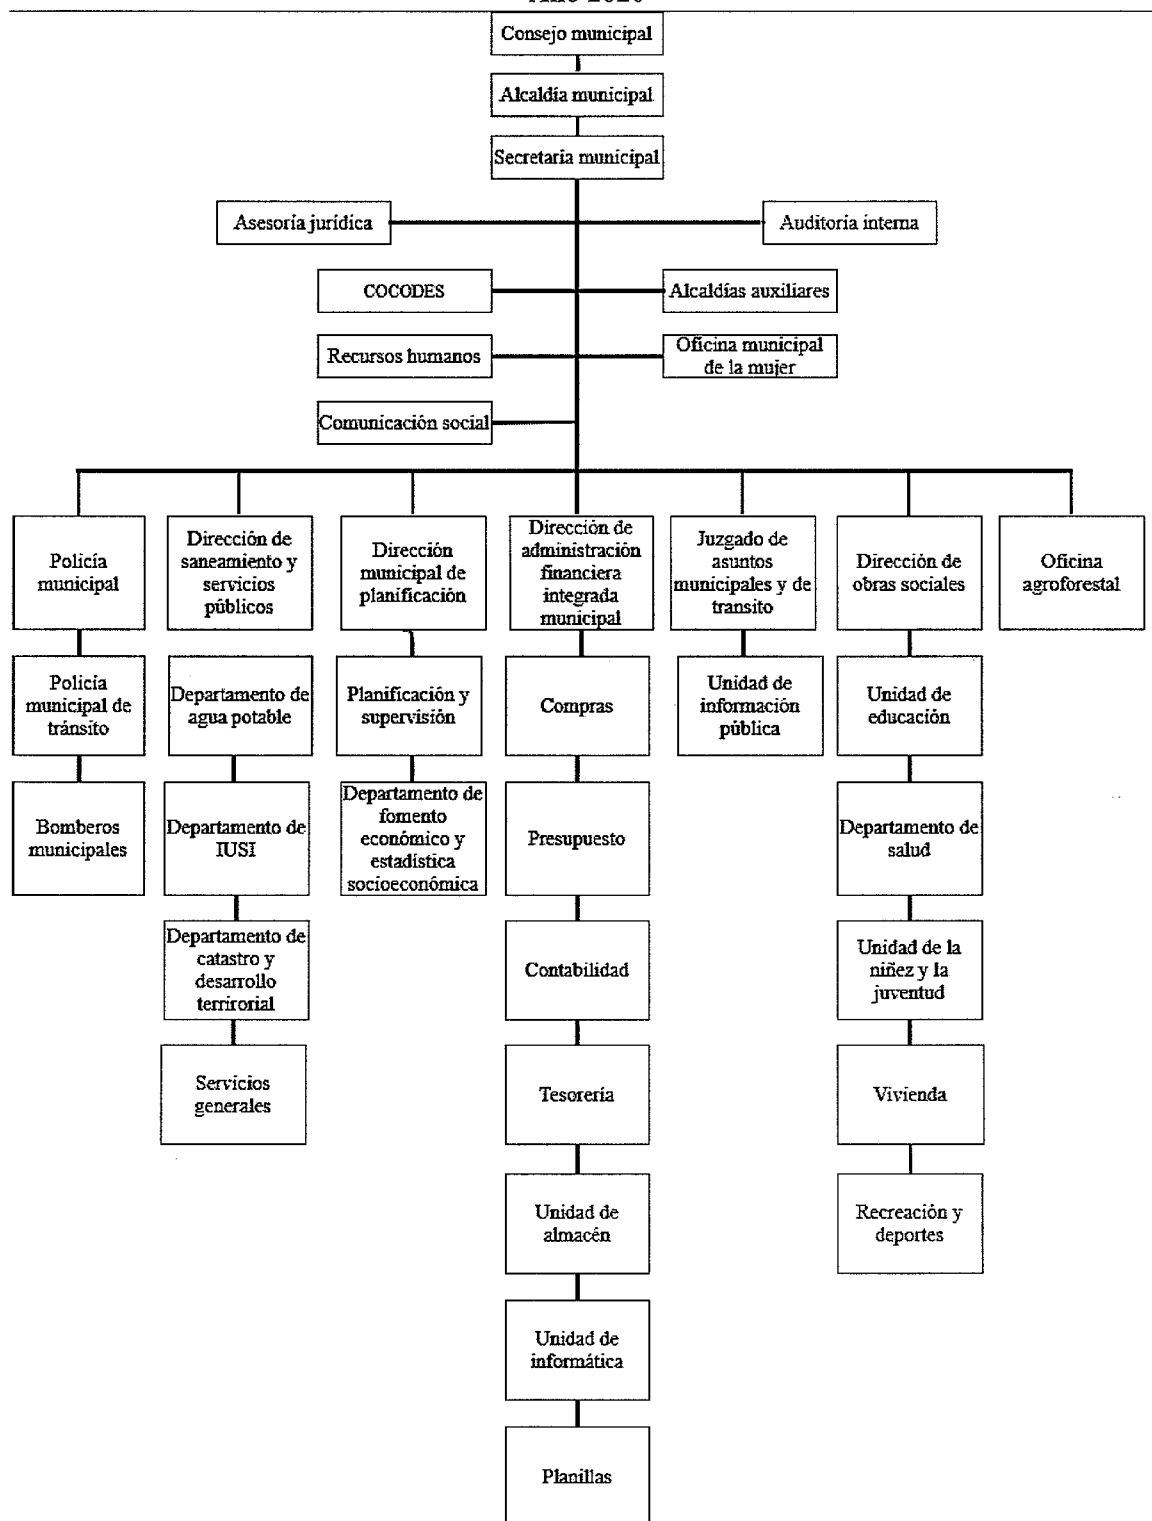 Consejo municipal
Alcaldía municipal
Secretaria municipal
Asesoría jurídica
Auditoría interna
COCODES
Alcaldías auxiliares
Recursos humanos
Oficina municipal
de la mujer
Comunicación social
Policía
municipal
Dirección de
saneamiento y
servicios
públicos
Dirección
municipal de
planificación
Dirección de
administración
financiera
integrada
municipal
Juzgado de
asuntos
municipales y de
transito
Dirección de
obras sociales
Oficina
agroforestal
Policía
municipal de
tránsito
Departamento de
agua potable
Planificación y
supervisión
Compras
Unidad de
información
pública
Unidad de
educación
Bomberos
municipales
Departamento de
IUSI
Departamento de
fomento
económico y
estadística
socioeconómica
Presupuesto
Departamento de
salud
Departamento de
catastro y
desarrollo
terrirorial
Contabilidad
Unidad de la
niñez y la
juventud
Servicios
generales
Tesorería
Vivienda
Unidad de
almacén
Recreación y
deportes
Unidad de
informática
Planillas